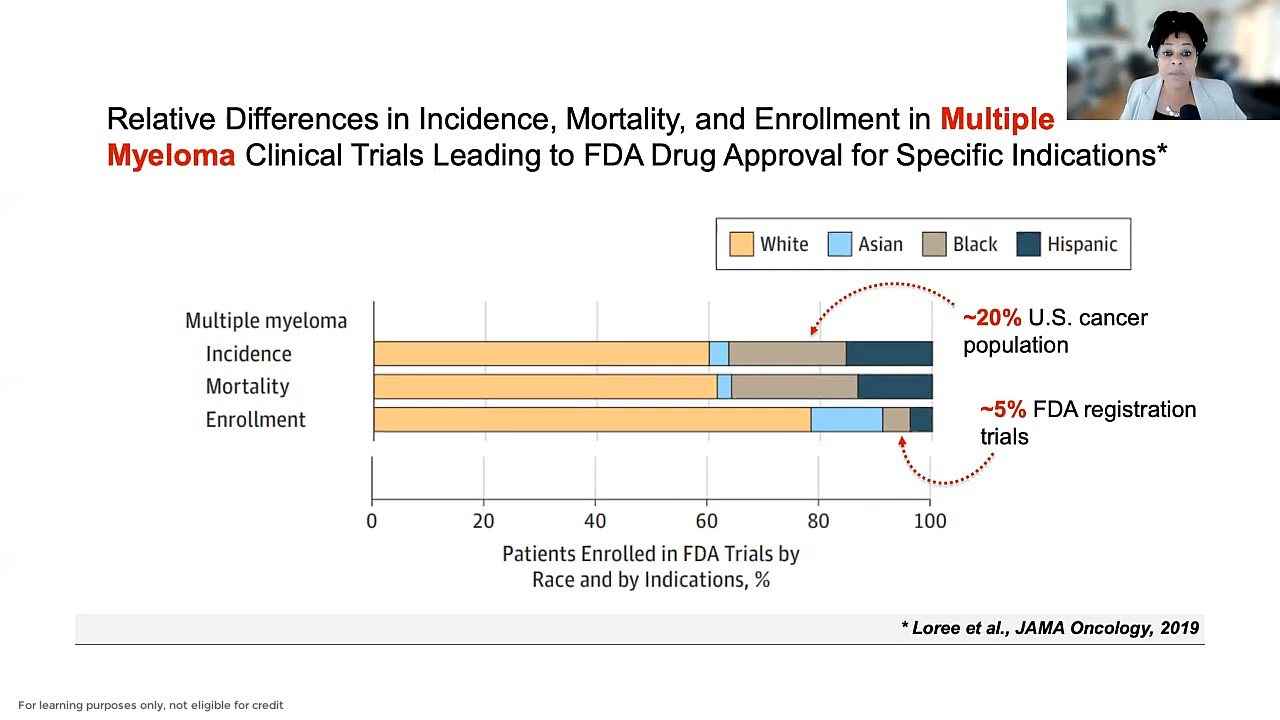 Relative Differences in Incidence, Mortality, and Enrollment in Multiple
Myeloma Clinical Trials Leading to FDA Drug Approval for Specific Indications*
White Asian Black Hispanic
Multiple myeloma
Incidence
Mortality
Enrollment
~20% U.S. cancer
population
~5% FDA registration
trials
0 20 40 60 80 100
Patients Enrolled in FDA Trials by
Race and by Indications, %
* Loree et al., JAMA Oncology, 2019
For learning purposes only, not eligible for credit